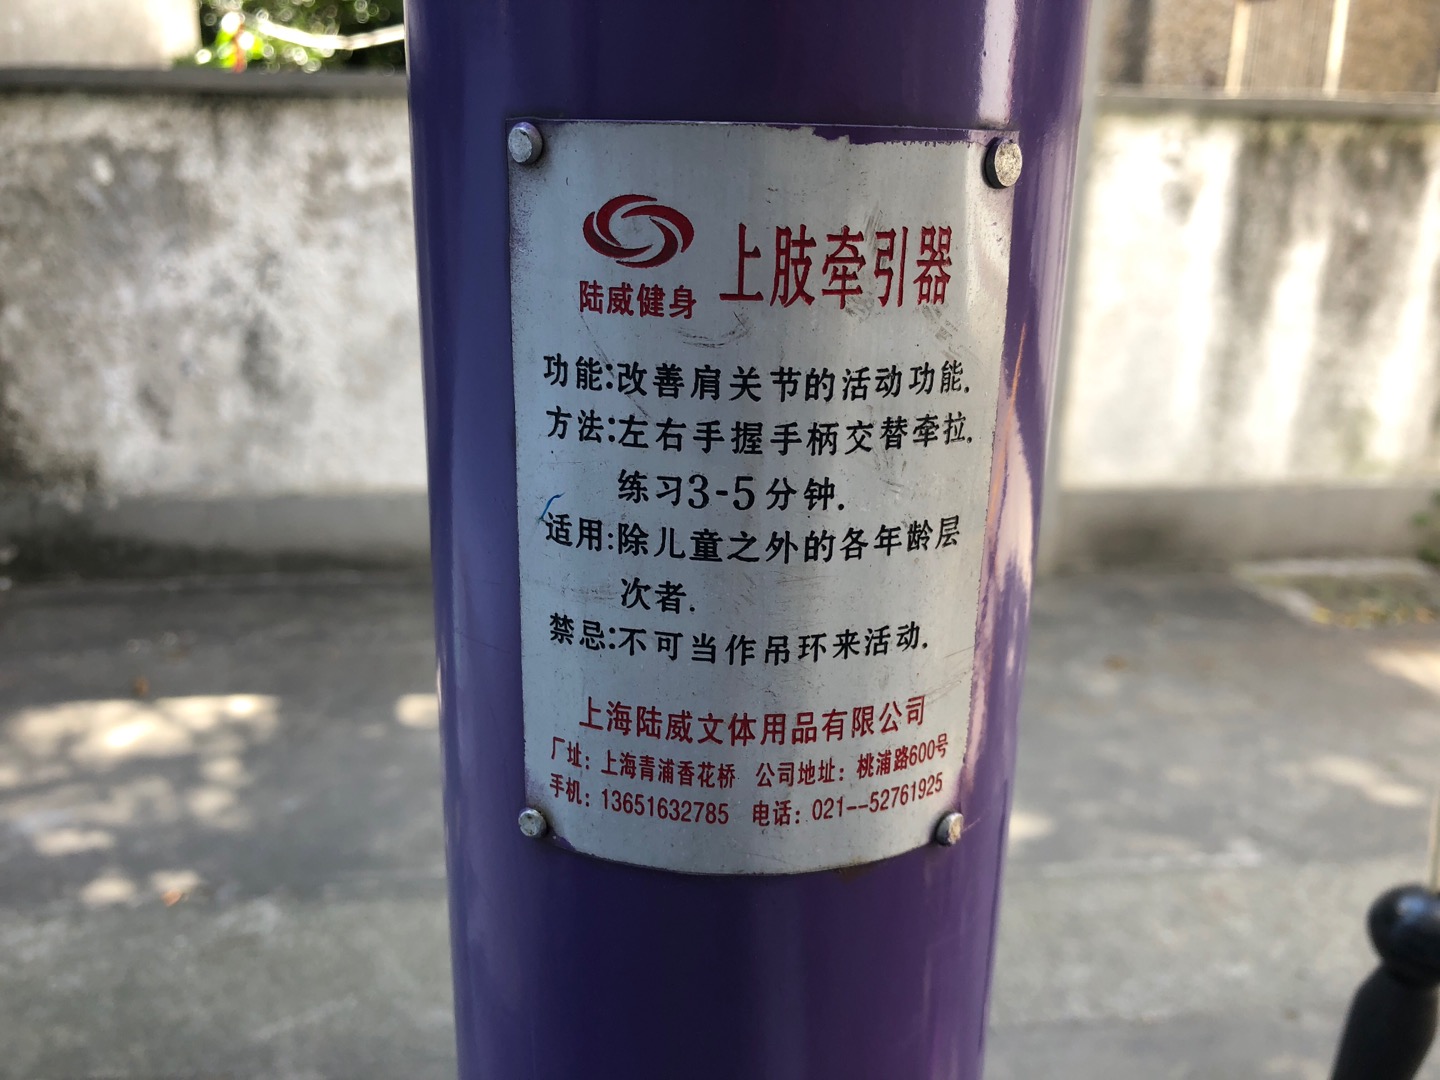 陆威健身
上肢牵引器
功能:改善肩关节的活动功能.
方法:左右手握手柄交替牵拉.
练习3-5分钟.
适用:除儿童之外的各年龄层
次者.
禁忌:不可当作吊环来活动.
上海陆威文体用品有限公司
厂址：上海青浦香花桥 公司地址：桃浦路600号
手机：13651632785 电话：021--52761925